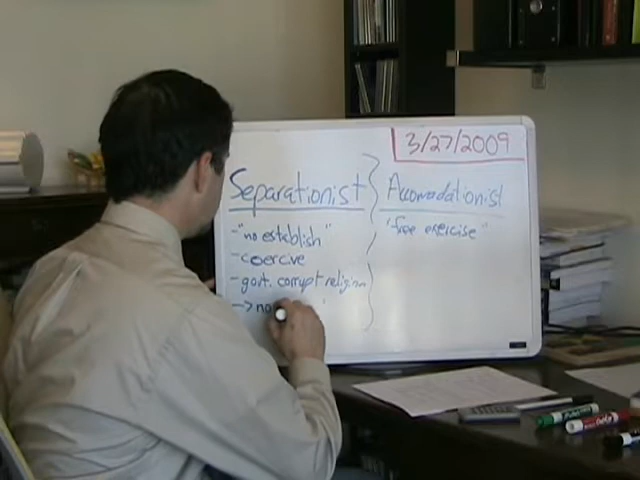 3/27/2009
Separationist
- "no establish"
- coercive
- govt. corrupt religion
-> no
Accomodationist
"free exercise"